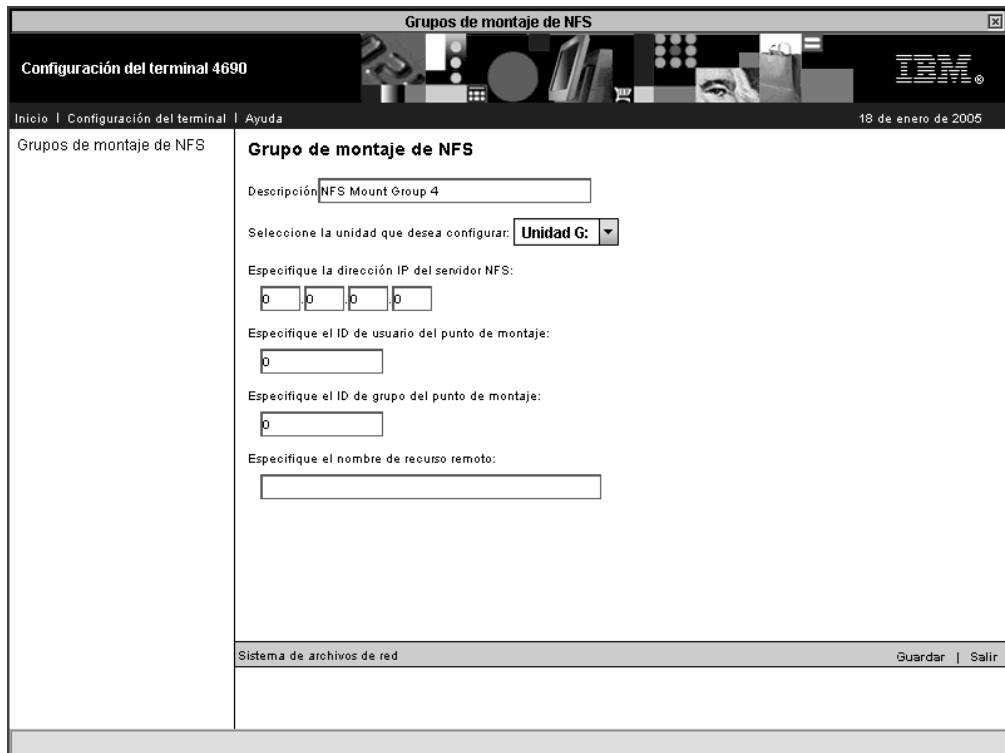 Grupos de montaje de NFS
Configuración del terminal 4690
IBM®
Inicio | Configuración del terminal | Ayuda
18 de enero de 2005
Grupos de montaje de NFS
Grupo de montaje de NFS
Descripción NFS Mount Group 4
Seleccione la unidad que desea configurar: Unidad G:
Especifique la dirección IP del servidor NFS:
0 .0 .0 .0
Especifique el ID de usuario del punto de montaje:
0
Especifique el ID de grupo del punto de montaje:
0
Especifique el nombre de recurso remoto:
Sistema de archivos de red
Guardar | Salir